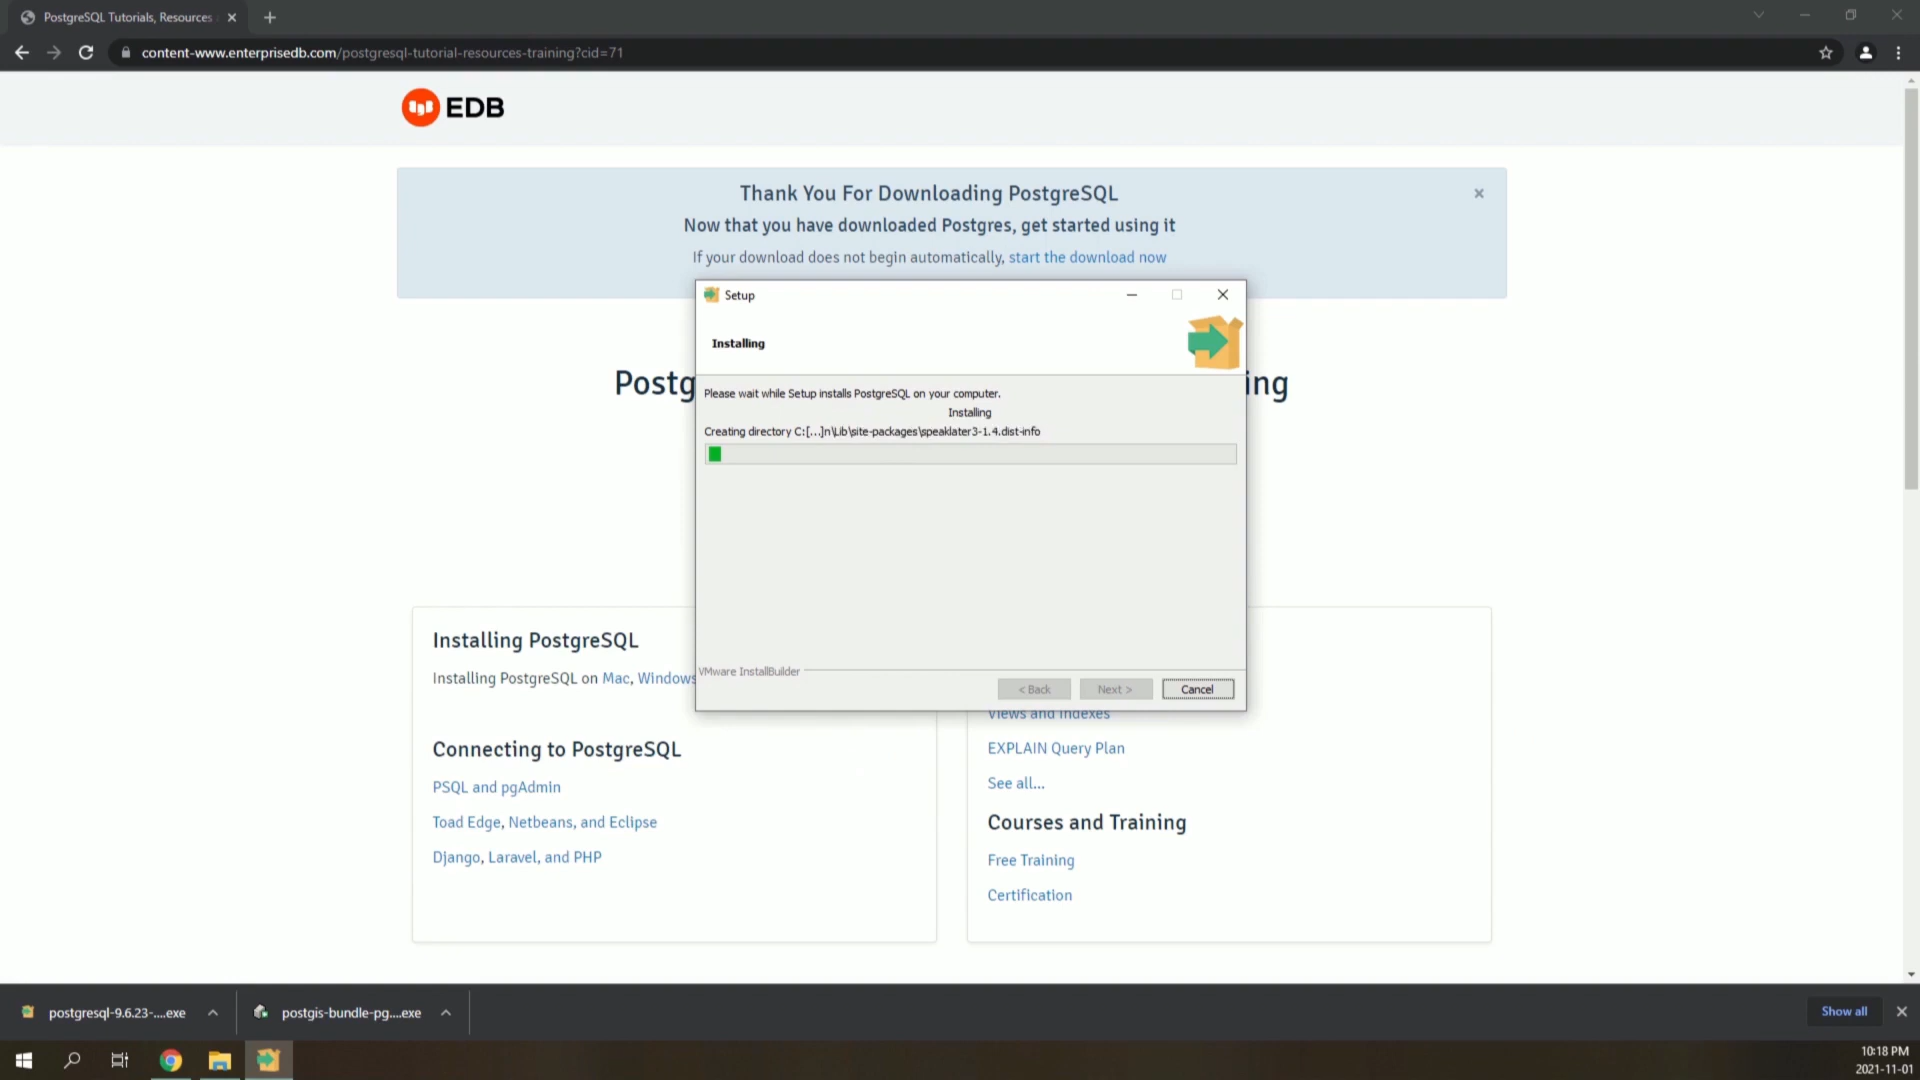 PostgreSQL Tutorials, Resources
content-www.enterprisedb.com/postgresql-tutorial-resources-training?cid=71
EDB
Thank You For Downloading PostgreSQL
Now that you have downloaded Postgres, get started using it
If your download does not begin automatically, start the download now
Setup
Installing
Postg
ing
Please wait while Setup installs PostgreSQL on your computer.
Installing
Creating directory C:[...]n\Lib\site-packages\speaklater3-1.4.dist-info
VMware InstallBuilder
< Back
Next >
Cancel
Installing PostgreSQL
Installing PostgreSQL on Mac, Windows
Connecting to PostgreSQL
PSQL and pgAdmin
Toad Edge, Netbeans, and Eclipse
Django, Laravel, and PHP
Views and Indexes
EXPLAIN Query Plan
See all...
Courses and Training
Free Training
Certification
postgresql-9.6.23-....exe
postgis-bundle-pg....exe
Show all
10:18 PM
2021-11-01